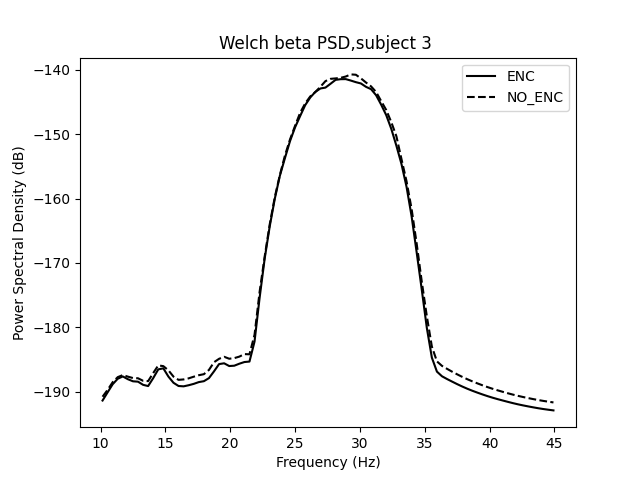 Welch beta PSD,subject 3
ENC
NO_ENC
Power Spectral Density (dB)
−140
−150
−160
−170
−180
−190
10 15 20 25 30 35 40 45
Frequency (Hz)